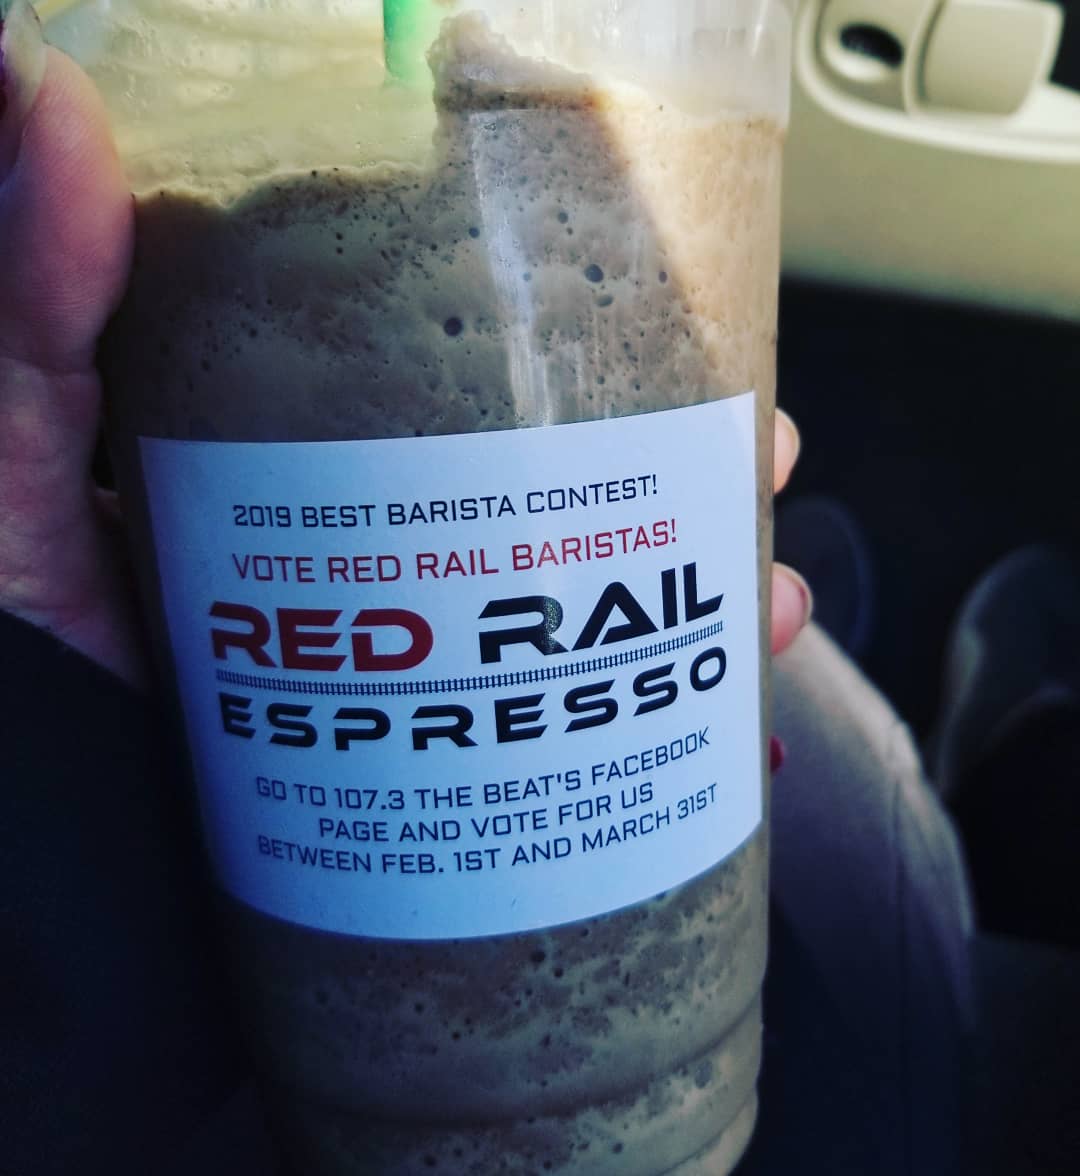 2019 BEST BARISTA CONTEST!
VOTE RED RAIL BARISTAS!
RED RAIL
ESPRESSO
GO TO 107.3 THE BEAT'S FACEBOOK
PAGE AND VOTE FOR US
BETWEEN FEB. 1ST AND MARCH 31ST